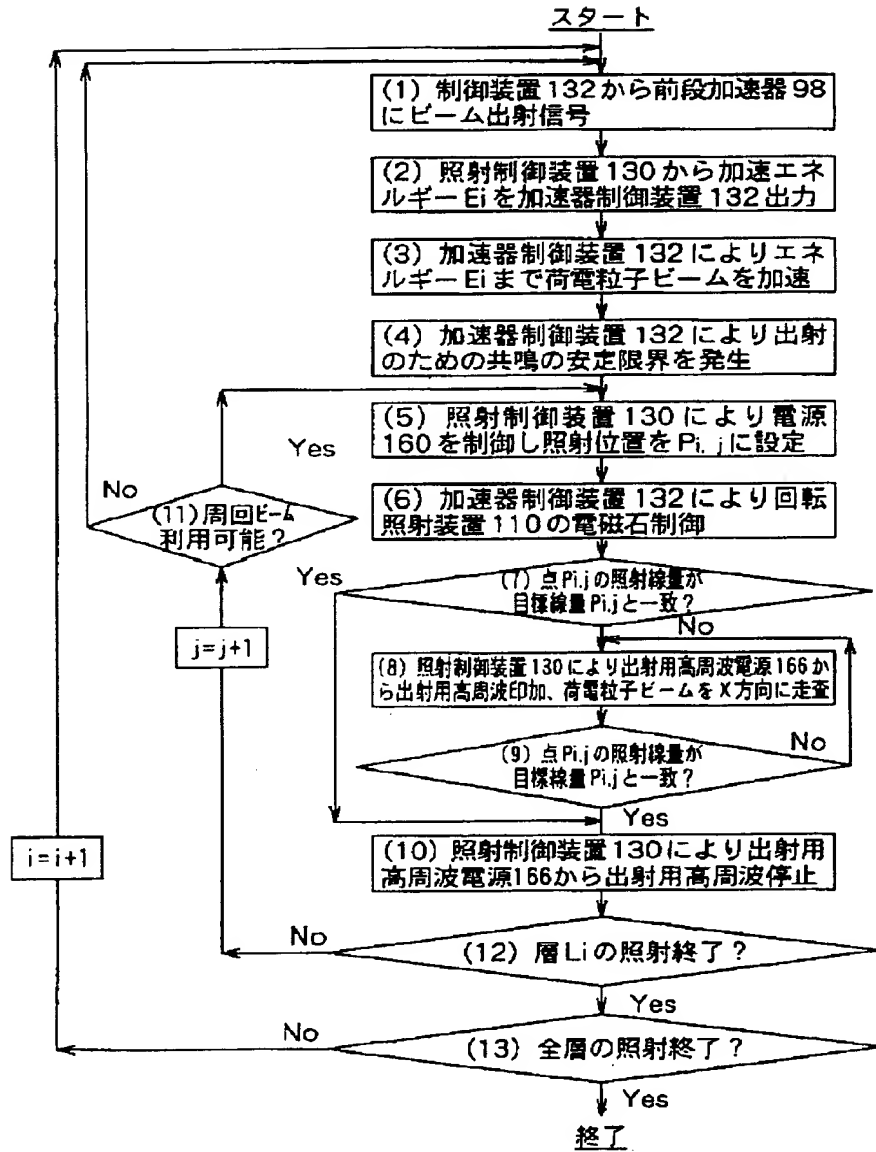 スタート
(1) 制御装置132から前段加速器98
にビーム出射信号
(2) 照射制御装置130から加速エネ
ルギーEiを加速器制御装置132出力
(3) 加速器制御装置132によりエネ
ルギーEiまで荷電粒子ビームを加速
(4) 加速器制御装置132により出射
のための共鳴の安定限界を発生
(5) 照射制御装置130により電源
160を制御し照射位置をPi,jに設定
Yes
No
(11)周回ビーム
利用可能?
(6) 加速器制御装置132により回転
照射装置110の電磁石制御
Yes
(7) 点Pi,jの照射線量が
目標線量Pi,jと一致?
No
j=j+1
(8) 照射制御装置130により出射用高周波電源166か
ら出射用高周波印加、荷電粒子ビームをX方向に走査
(9) 点Pi,jの照射線量が
目標線量Pi,jと一致?
No
Yes
i=i+1
(10) 照射制御装置130により出射用
高周波電源166から出射用高周波停止
No
(12) 層Liの照射終了?
Yes
No
(13) 全層の照射終了?
Yes
終了